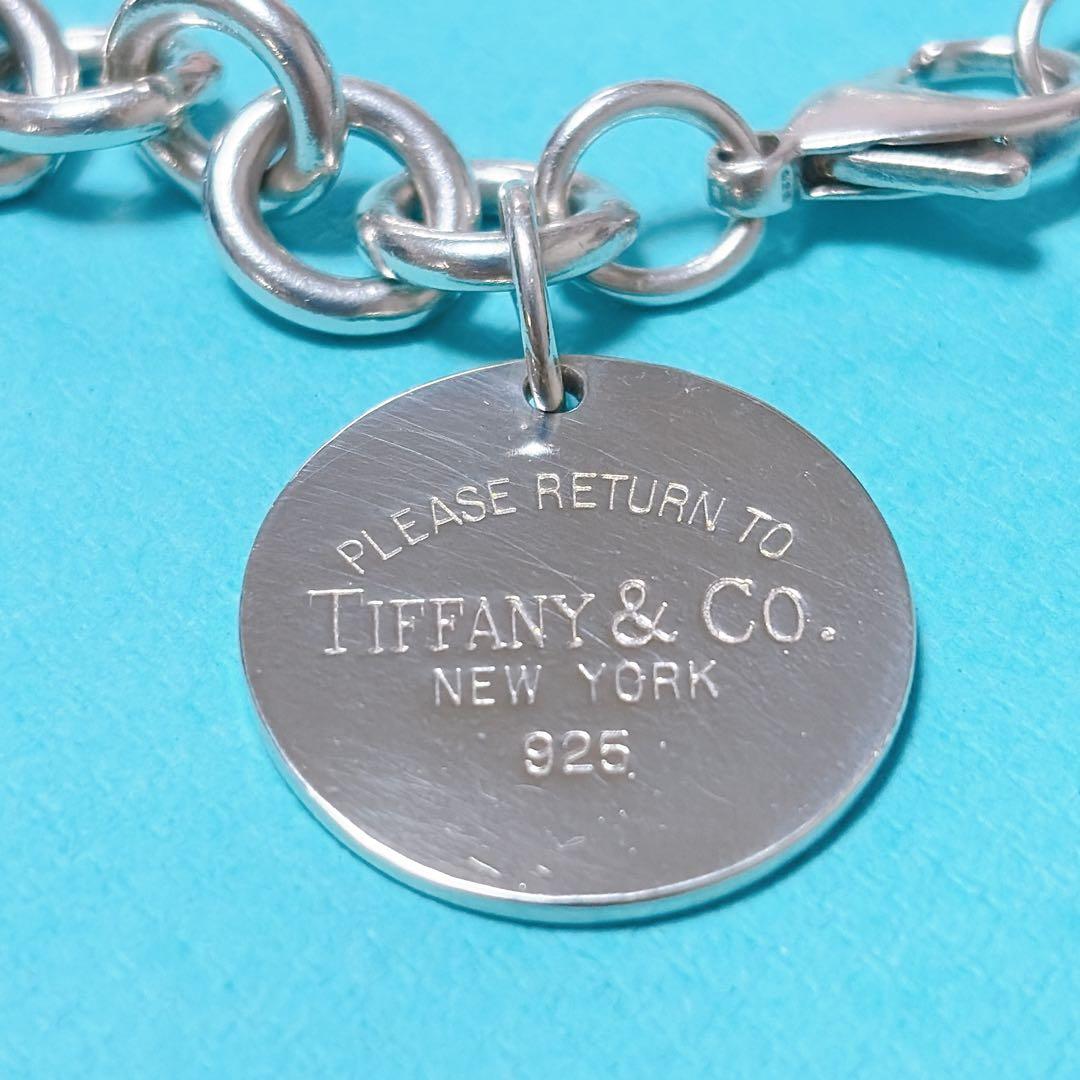 PLEASE RETURN TO
TIFFANY & CO.
NEW YORK
925